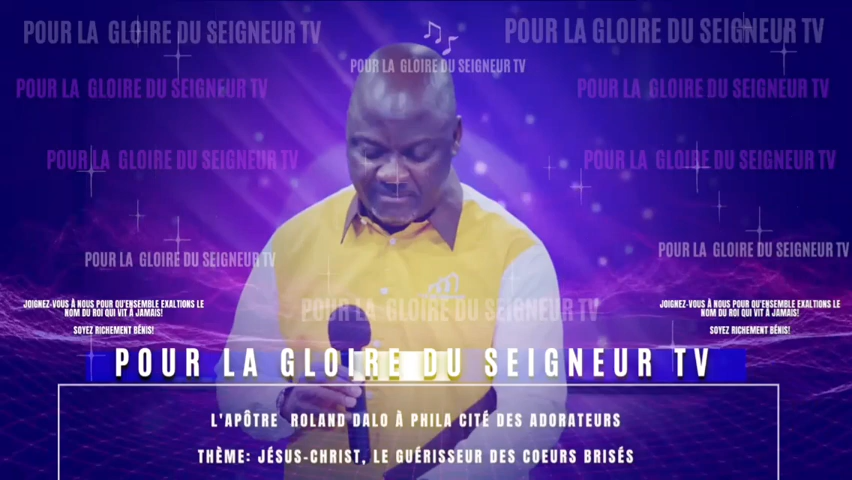 POUR LA GLOIRE DU SEIGNEUR TV
POUR LA GLOIRE DU SEIGNEUR TV
POUR LA GLOIRE DU SEIGNEUR TV
POUR LA GLOIRE DU SEIGNEUR TV
POUR LA GLOIRE DU SEIGNEUR TV
POUR LA GLOIRE DU SEIGNEUR TV
POUR LA GLOIRE DU SEIGNEUR TV
POUR LA GLOIRE DU SEIGNEUR TV
POUR LA GLOIRE DU SEIGNEUR TV
POUR LA GLOIRE DU SEIGNEUR TV
JOIGNEZ-VOUS À NOUS POUR QU'ENSEMBLE EXALTIONS LE
NOM DU ROI QUI VIT À JAMAIS!
SOYEZ RICHEMENT BÉNIS!
JOIGNEZ-VOUS À NOUS POUR QU'ENSEMBLE EXALTIONS LE
NOM DU ROI QUI VIT À JAMAIS!
SOYEZ RICHEMENT BÉNIS!
POUR LA GLOIRE DU SEIGNEUR TV
L'APÔTRE ROLAND DALO À PHILA CITÉ DES ADORATEURS
THÈME: JÉSUS-CHRIST, LE GUÉRISSEUR DES COEURS BRISÉS